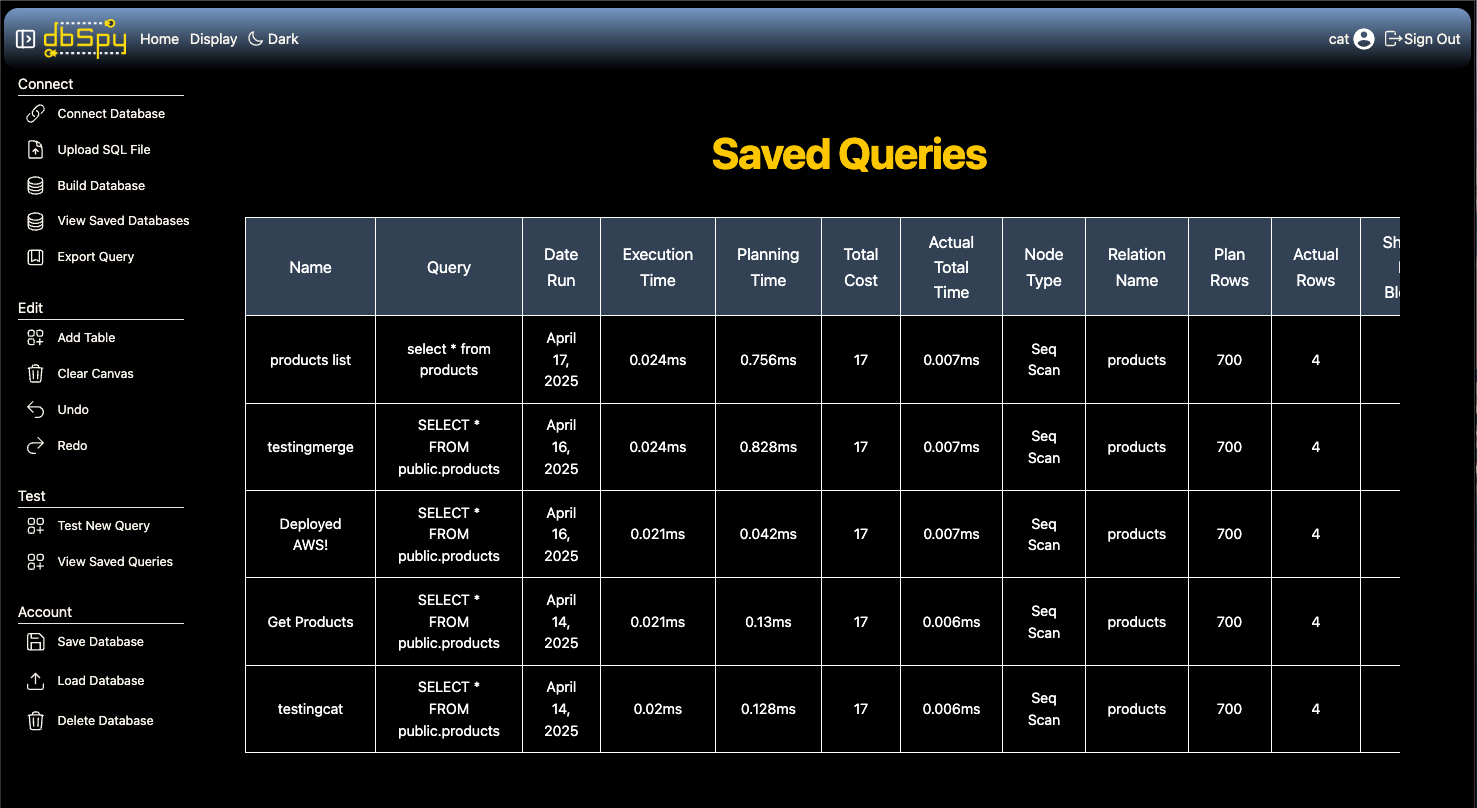 dbSpy Home Display Dark cat Sign Out
Connect
Connect Database
Upload SQL File
Build Database
View Saved Databases
Export Query
Edit
Add Table
Clear Canvas
Undo
Redo
Test
Test New Query
View Saved Queries
Account
Save Database
Load Database
Delete Database
Saved Queries
Name
Query
Date
Run
Execution
Time
Planning
Time
Total
Cost
Actual
Total
Time
Node
Type
Relation
Name
Plan
Rows
Actual
Rows
products list
select * from
products
April
17,
2025
0.024ms
0.756ms
17
0.007ms
Seq
Scan
products
700
4
testingmerge
SELECT *
FROM
public.products
April
16,
2025
0.024ms
0.828ms
17
0.007ms
Seq
Scan
products
700
4
Deployed
AWS!
SELECT *
FROM
public.products
April
16,
2025
0.021ms
0.042ms
17
0.007ms
Seq
Scan
products
700
4
Get Products
SELECT *
FROM
public.products
April
14,
2025
0.021ms
0.13ms
17
0.006ms
Seq
Scan
products
700
4
testingcat
SELECT *
FROM
public.products
April
14,
2025
0.02ms
0.128ms
17
0.006ms
Seq
Scan
products
700
4